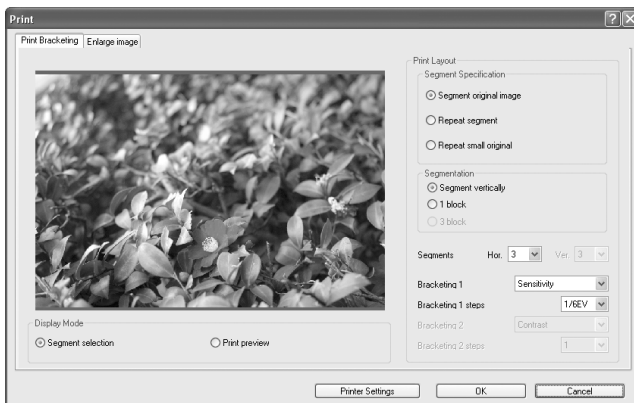 Print
Print Bracketing Enlarge image
Print Layout
Segment Specification
Segment original image
Repeat segment
Repeat small original
Segmentation
Segment vertically
1 block
3 block
Segments Hor. 3 Ver. 3
Bracketing 1 Sensitivity
Bracketing 1 steps 1/6EV
Bracketing 2 Contrast
Bracketing 2 steps 1
Display Mode
Segment selection Print preview
Printer Settings OK Cancel